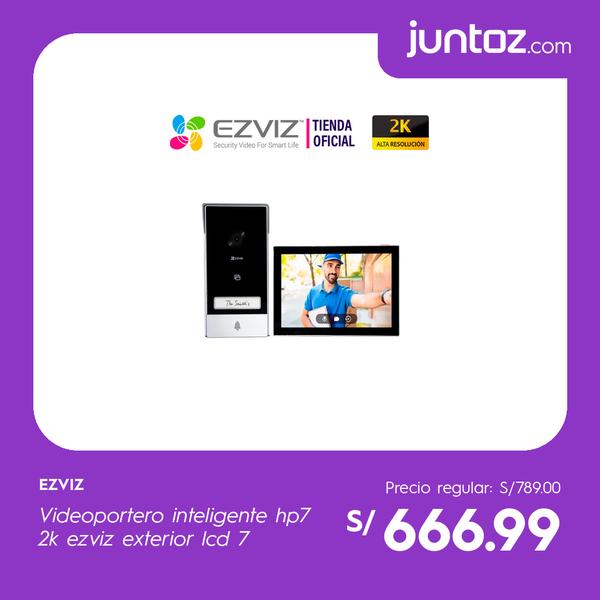 juntoz.com
EZVIZ™
Security Video For Smart Life
TIENDA
OFICIAL
2K
ALTA RESOLUCIÓN
The Smith's
EZVIZ
Precio regular: S/789.00
Videoportero inteligente hp7
2k ezviz exterior lcd 7
S/ 666.99